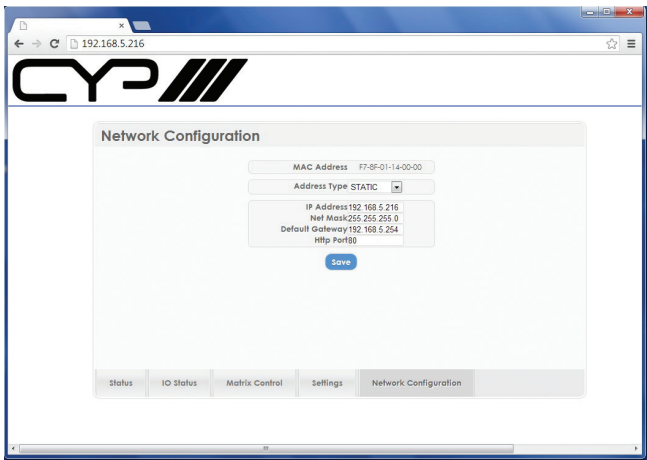 192.168.5.216
CYP
Network Configuration
MAC Address F7-8F-01-14-00-00
Address Type STATIC
IP Address 192.168.5.216
Net Mask 255.255.255.0
Default Gateway 192.168.5.254
Http Port 80
Save
Status IO Status Matrix Control Settings Network Configuration